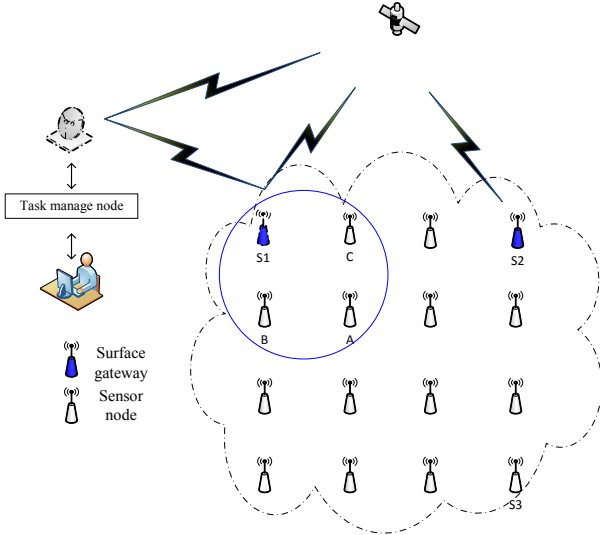 Task manage node
S1
C
S2
B
A
Surface
gateway
Sensor
node
S3